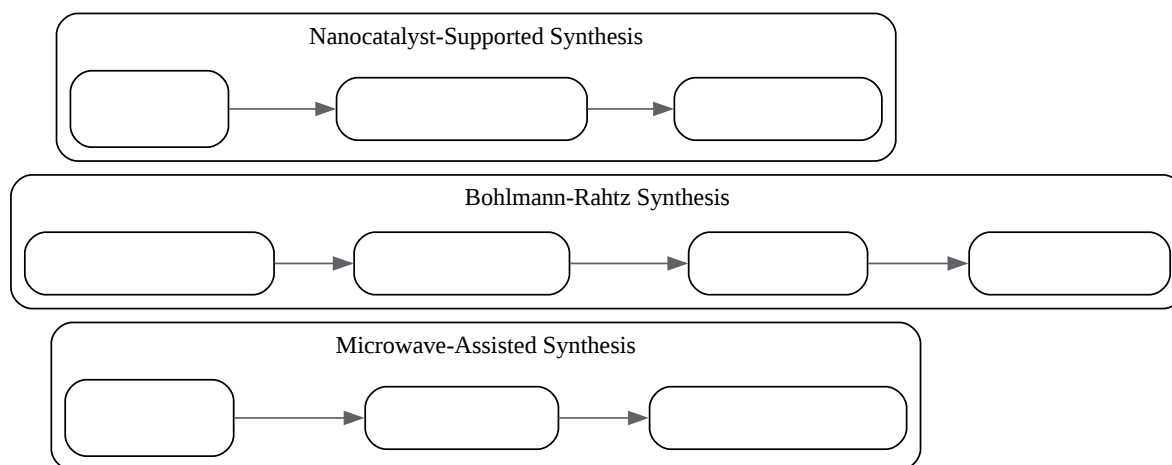 Nanocatalyst-Supported Synthesis
Bohlmann-Rahtz Synthesis
Microwave-Assisted Synthesis